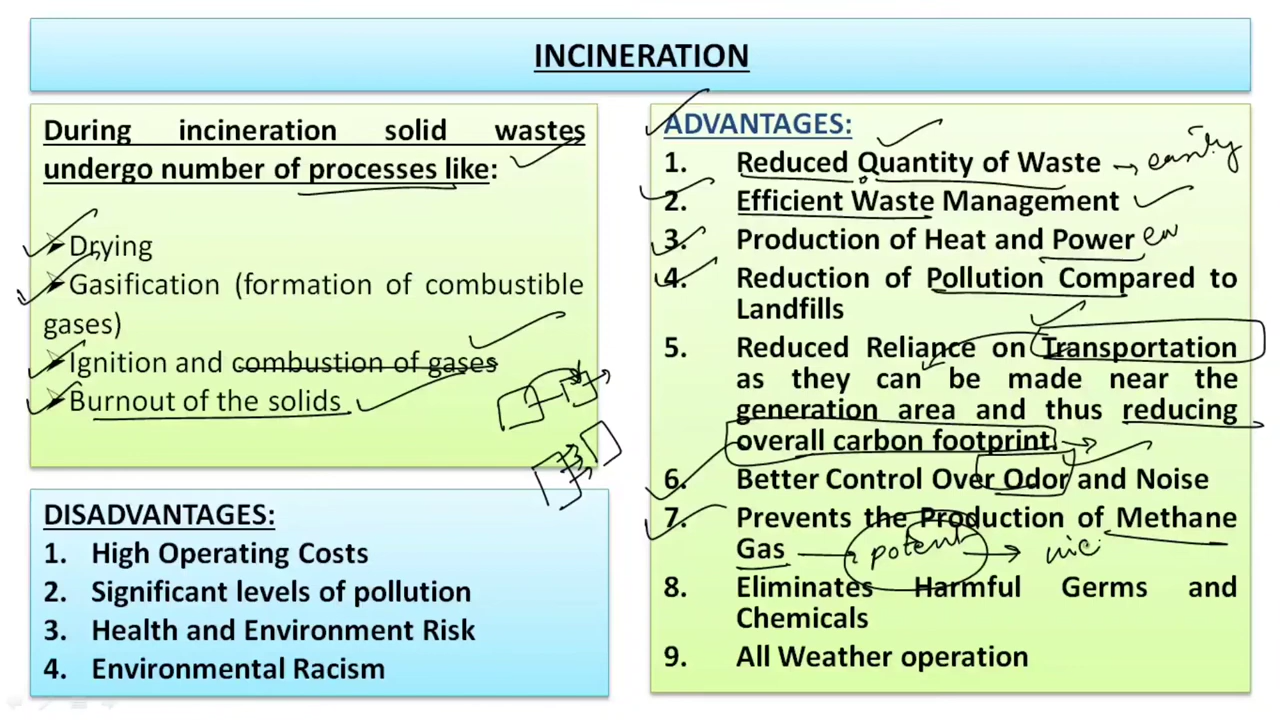 INCINERATION
During incineration solid wastes
undergo number of processes like:
➢Drying
➢Gasification (formation of combustible
gases)
➢Ignition and combustion of gases
➢Burnout of the solids
DISADVANTAGES:
1. High Operating Costs
2. Significant levels of pollution
3. Health and Environment Risk
4. Environmental Racism
ADVANTAGES:
1. Reduced Quantity of Waste
2. Efficient Waste Management
3. Production of Heat and Power
4. Reduction of Pollution Compared to
Landfills
5. Reduced Reliance on Transportation
as they can be made near the
generation area and thus reducing
overall carbon footprint.
6. Better Control Over Odor and Noise
7. Prevents the Production of Methane
Gas potent
8. Eliminates Harmful Germs and
Chemicals
9. All Weather operation